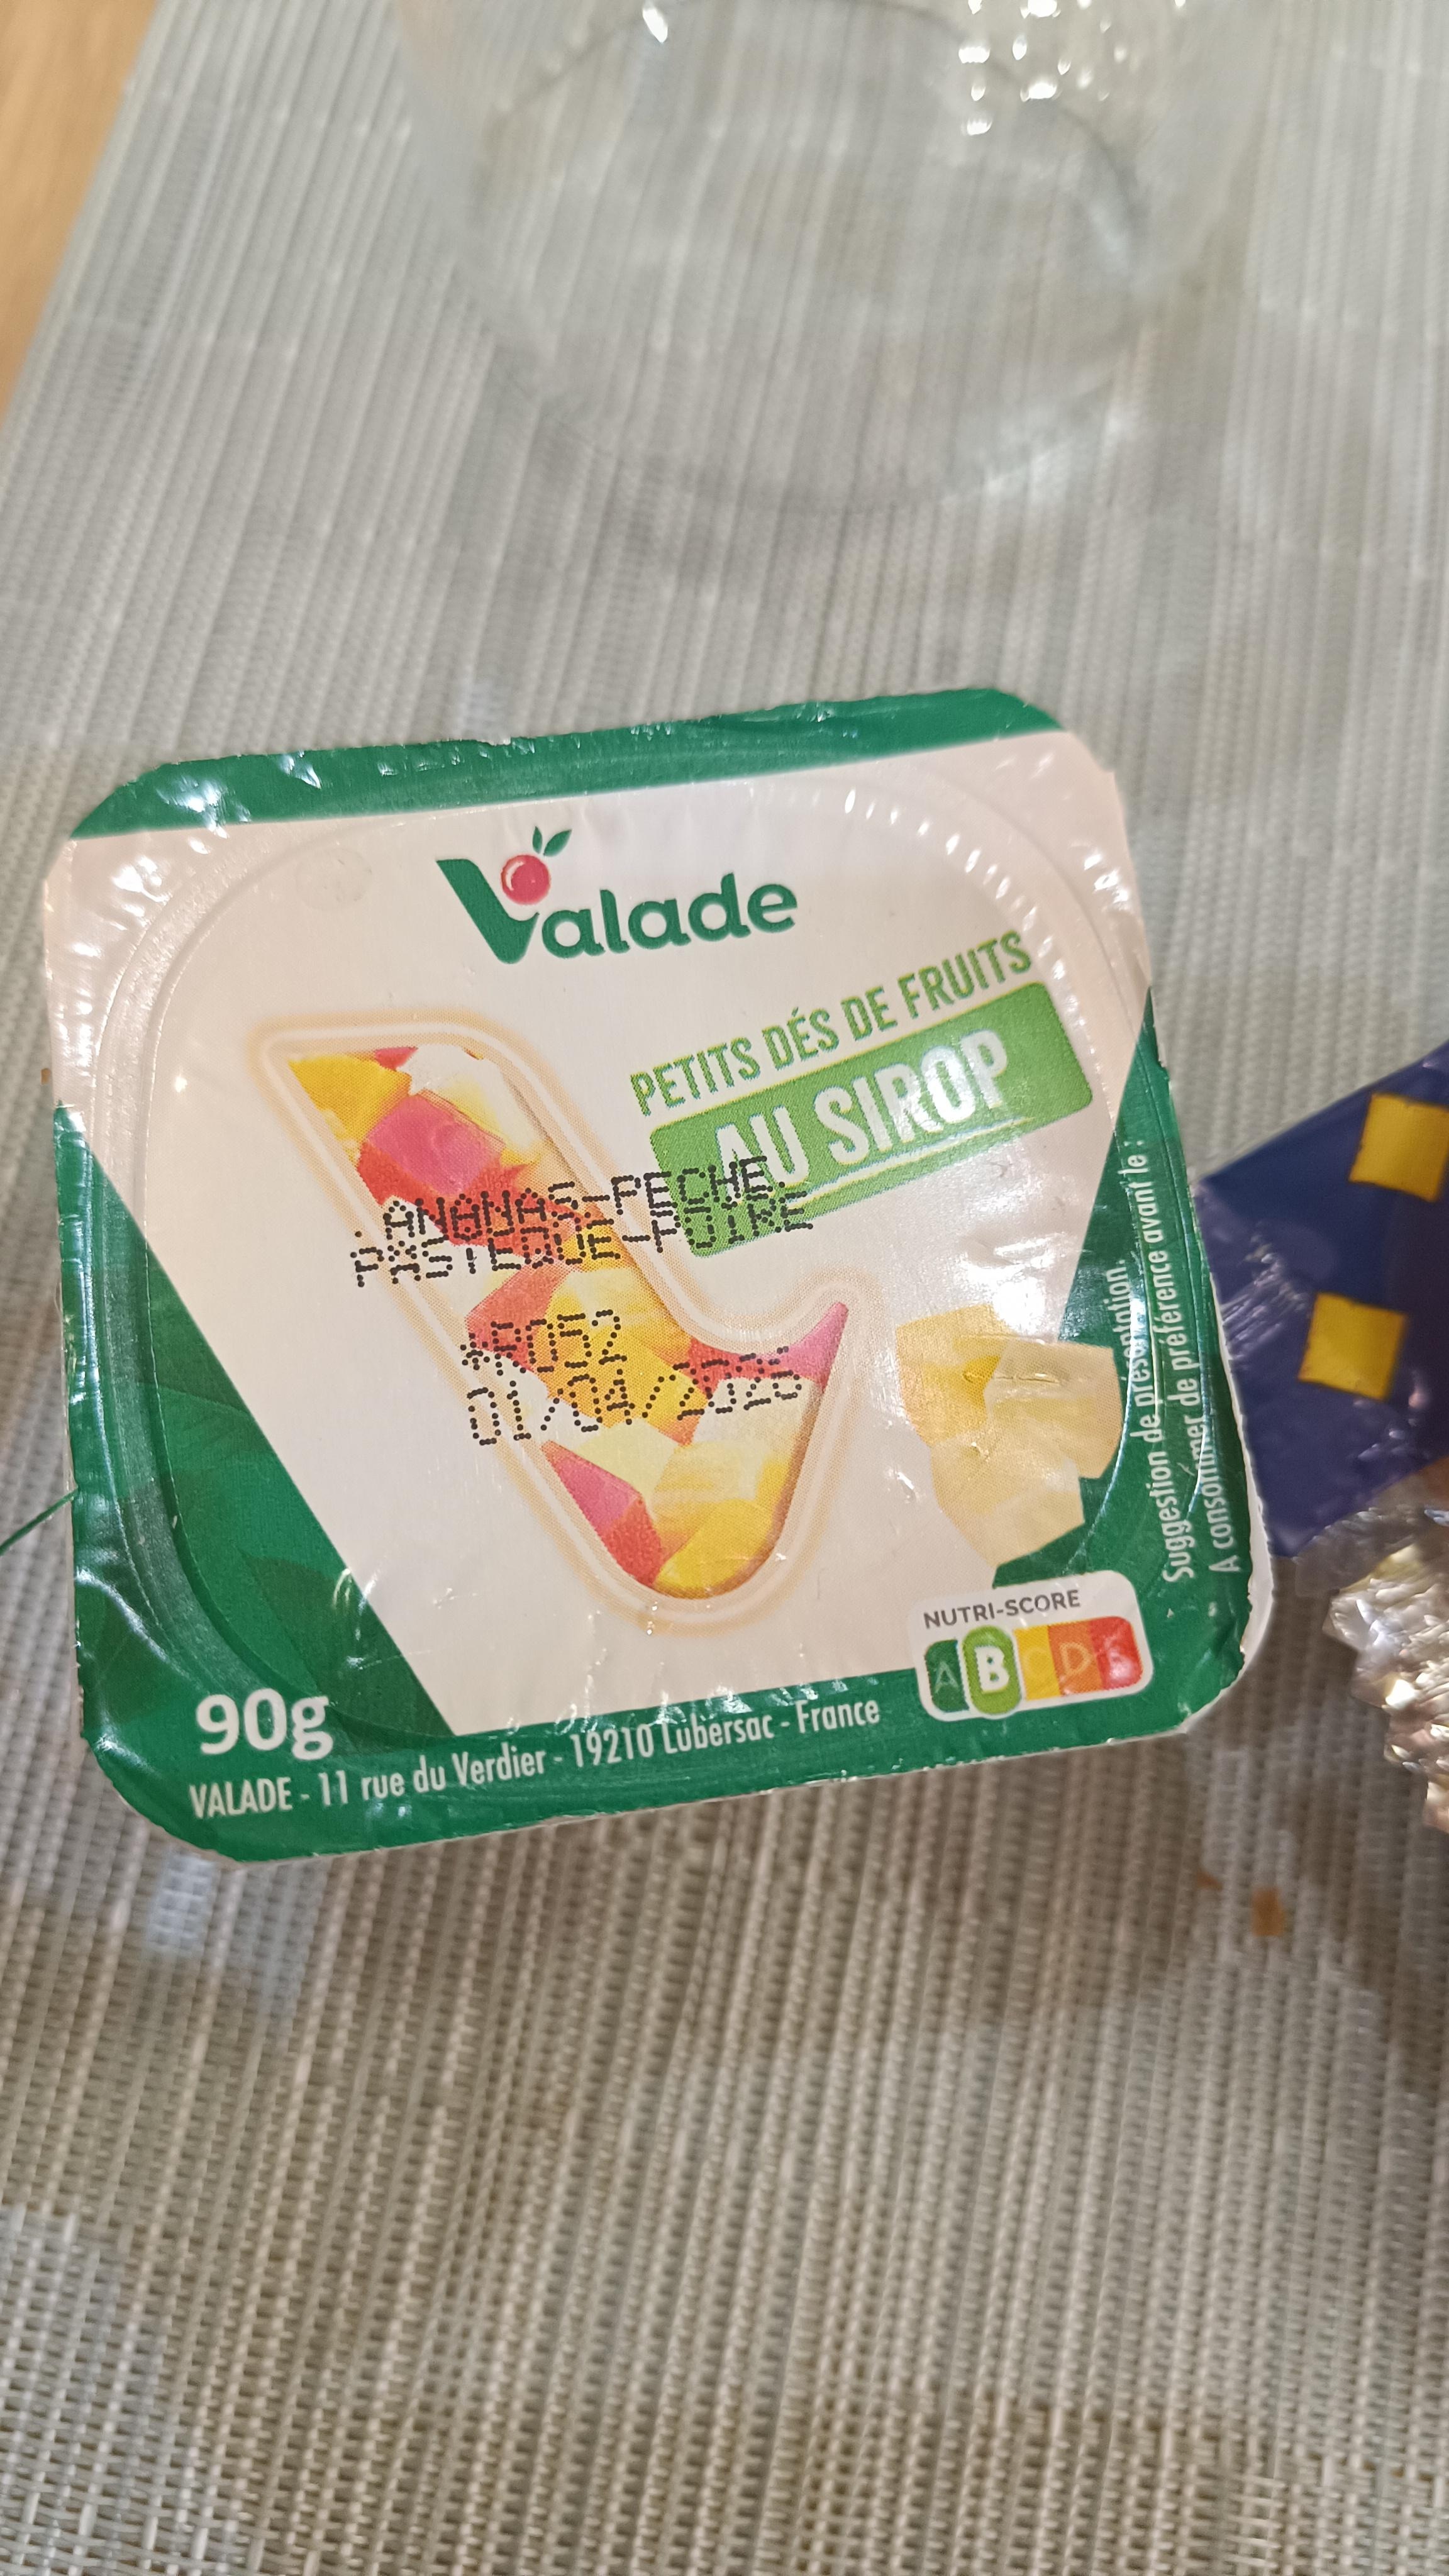 Valade
PETITS DÉS DE FRUITS
AU SIROP
ANANAS-PECHE
PASTEQUE-POIRE
01/04/2026
Suggestion de présentation.
A consommer de préférence avant le :
NUTRI-SCORE
A B C D E
90g
VALADE - 11 rue du Verdier - 19210 Lubersac - France